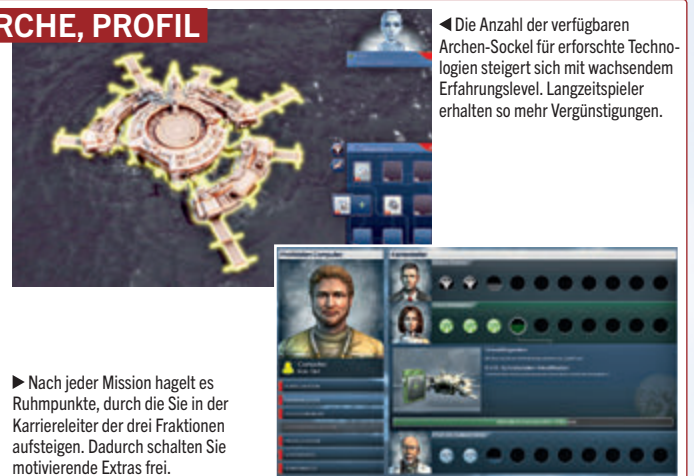 RCHE, PROFIL
◀ Die Anzahl der verfügbaren
Archen-Sockel für erforschte Techno-
logien steigert sich mit wachsendem
Erfahrungslevel. Langzeitspieler
erhalten so mehr Vergünstigungen.
▶ Nach jeder Mission hagelt es
Ruhmpunkte, durch die Sie in der
Karriereleiter der drei Fraktionen
aufsteigen. Dadurch schalten Sie
motivierende Extras frei.